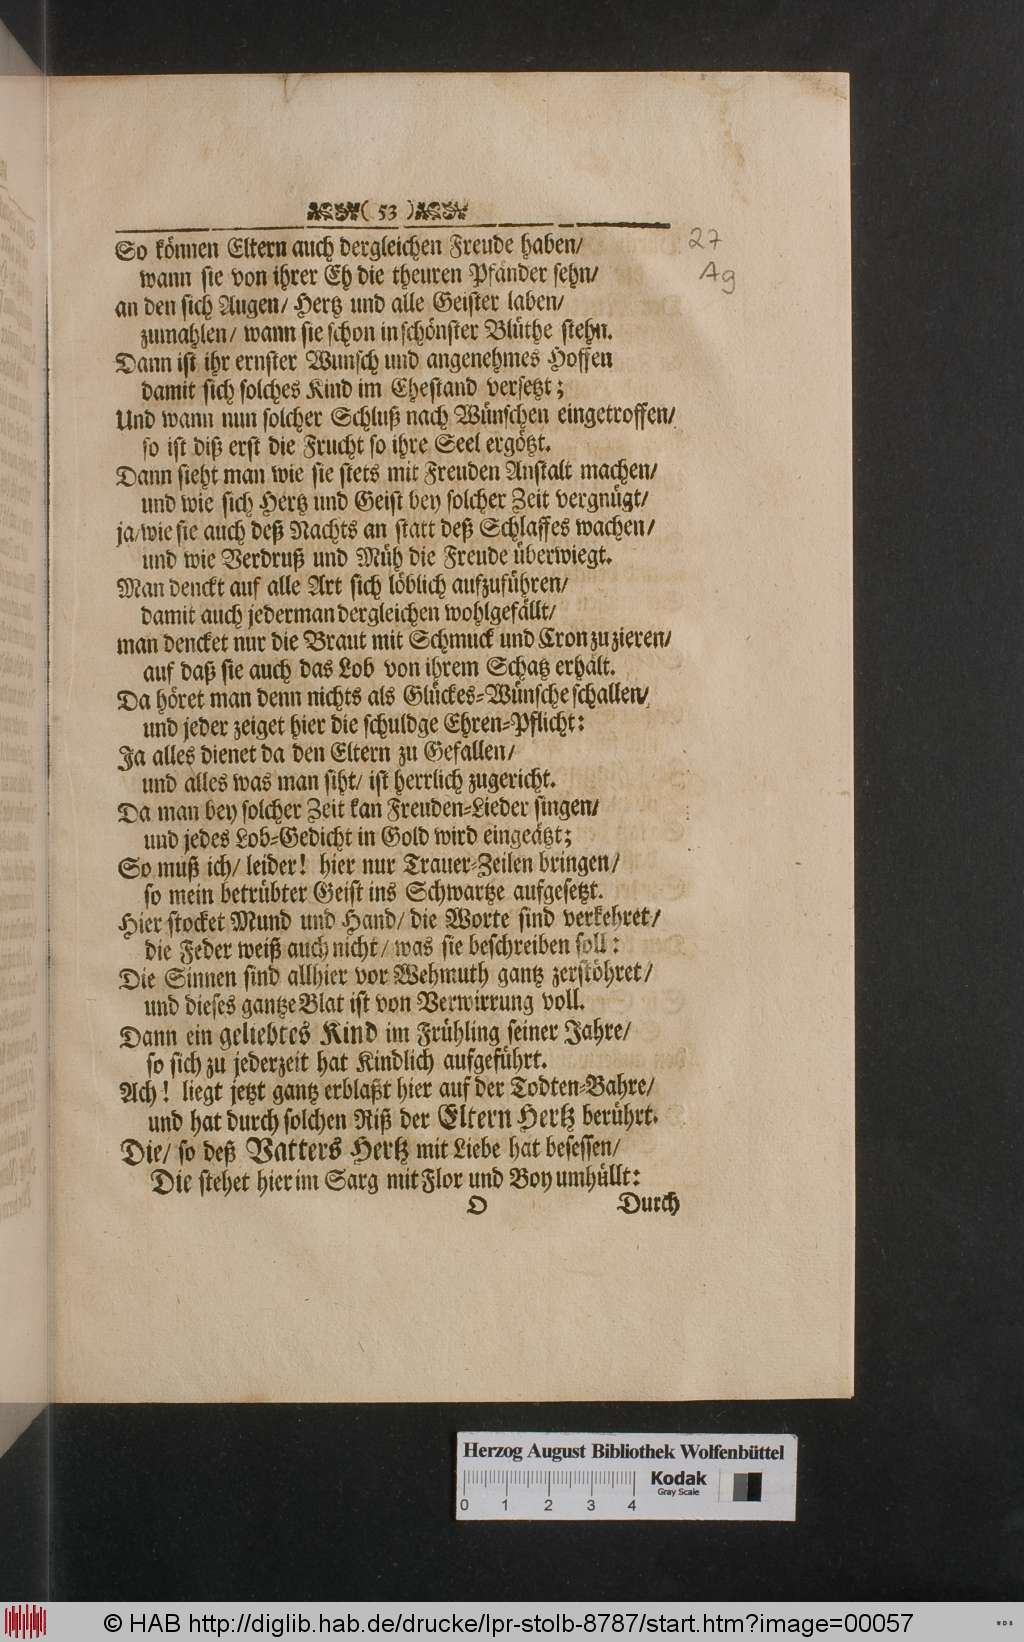 ( 53 )
27
So können Eltern auch dergleichen Freude haben/
wann sie von ihrer Eh die theuren Pfänder sehn/
Ag
an den sich Augen/ Hertz und alle Geister laben/
zumahlen/ wann sie schon in schönster Blüthe stehn.
Dann ist ihr ernster Wunsch und angenehmes Hoffen
damit sich solches Kind im Ehestand versetzt;
Und wann nun solcher Schluß nach Wünschen eingetroffen/
so ist diß erst die Frucht so ihre Seel ergötzt.
Dann sieht man wie sie stets mit Freuden Anstalt machen/
und wie sich Hertz und Geist bey solcher Zeit vergnügt/
ja/wie sie auch deß Nachts an statt deß Schlaffes wachen/
und wie Verdruß und Müh die Freude überwiegt.
Man denckt auf alle Art sich löblich aufzuführen/
damit auch jederman dergleichen wohlgefällt/
man dencket nur die Braut mit Schmuck und Cron zu zieren/
auf daß sie auch das Lob von ihrem Schatz erhält.
Da höret man denn nichts als Glückes-Wünsche schallen/
und jeder zeiget hier die schuldge Ehren-Pflicht:
Ja alles dienet da den Eltern zu Gefallen/
und alles was man siht/ ist herrlich zugericht.
Da man bey solcher Zeit kan Freuden-Lieder singen/
und jedes Lob-Gedicht in Gold wird eingeätzt;
So muß ich/ leider! hier nur Trauer-Zeilen bringen/
so mein betrübter Geist ins Schwartze aufgesetzt.
Hier stocket Mund und Hand/ die Worte sind verkehret/
die Feder weiß auch nicht/ was sie beschreiben soll:
Die Sinnen sind allhier vor Wehmuth gantz zerstöhret/
und dieses gantze Blat ist von Verwirrung voll.
Dann ein geliebtes Kind im Frühling seiner Jahre/
so sich zu jederzeit hat Kindlich aufgeführt.
Ach! liegt jetzt gantz erblaßt hier auf der Todten-Bahre/
und hat durch solchen Riß der Eltern Hertz berührt.
Die/ so deß Vatters Hertz mit Liebe hat besessen/
Die stehet hier im Sarg mit Flor und Boy umhüllt:
O Durch
Herzog August Bibliothek Wolfenbüttel
Kodak
Gray Scale
0 1 2 3 4
© HAB http://diglib.hab.de/drucke/lpr-stolb-8787/start.htm?image=00057